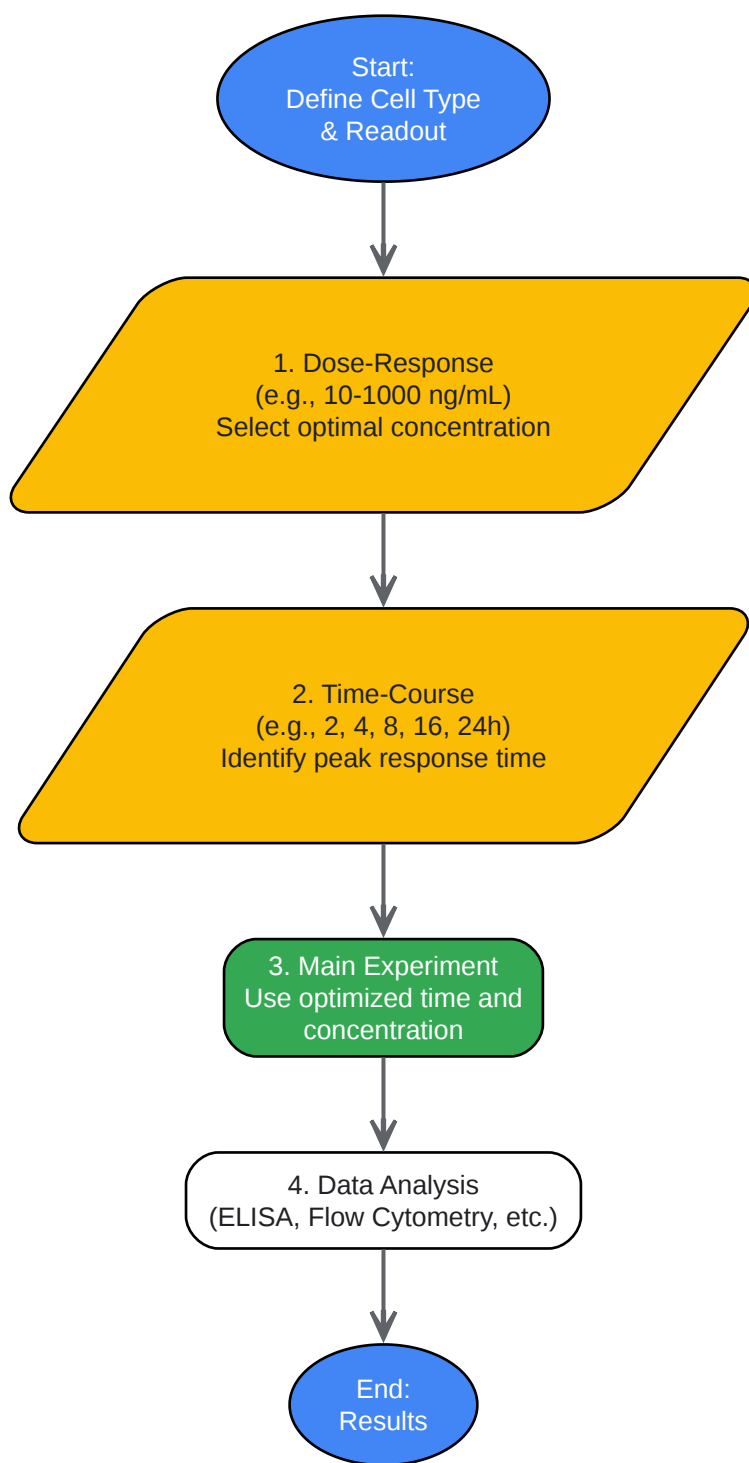 Start:
Define Cell Type
& Readout
1. Dose-Response
(e.g., 10-1000 ng/mL)
Select optimal concentration
2. Time-Course
(e.g., 2, 4, 8, 16, 24h)
Identify peak response time
3. Main Experiment
Use optimized time and
concentration
4. Data Analysis
(ELISA, Flow Cytometry, etc.)
End:
Results